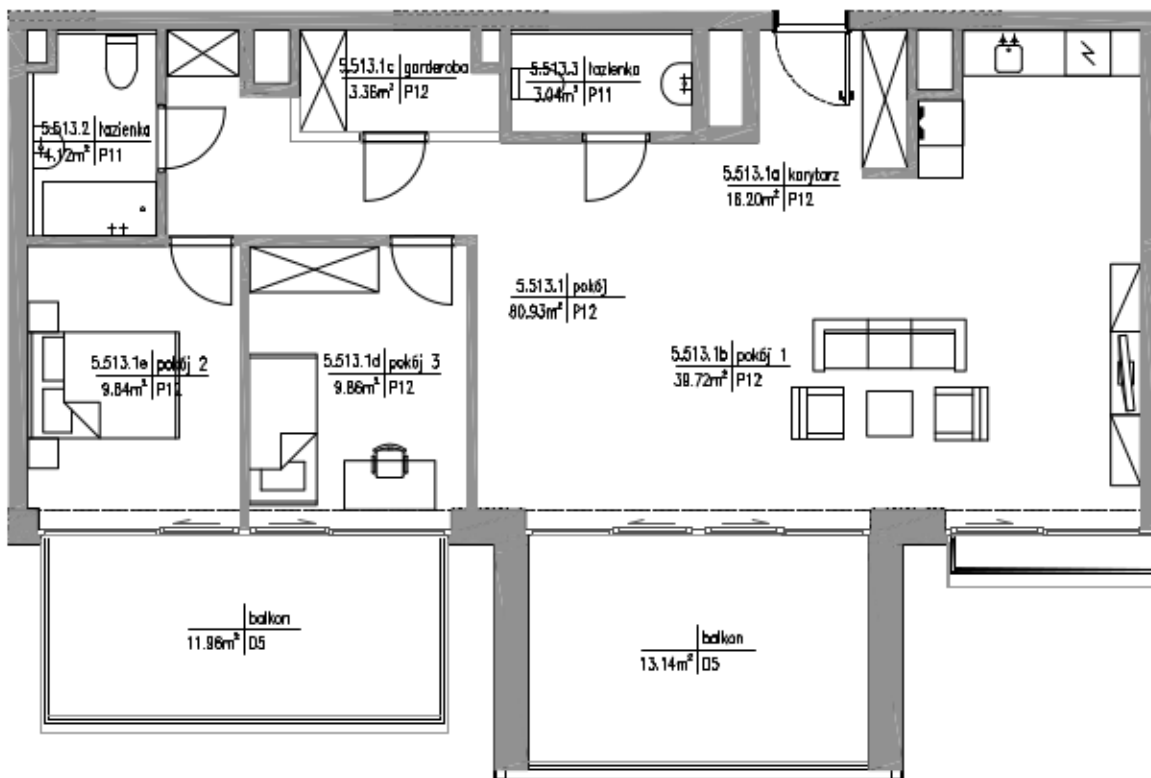 5.513.1c garderoba
3.36m² P12
5.513.3 łazienka
3.04m² P11
5.513.2 łazienka
4.12m² P11
5.513.1a korytarz
18.20m² P12
5.513.1 pokój
80.93m² P12
5.513.1e pokój 2
9.64m² P12
5.513.1d pokój 3
9.86m² P12
5.513.1b pokój 1
39.72m² P12
balkon
11.96m² D5
balkon
13.14m² D5